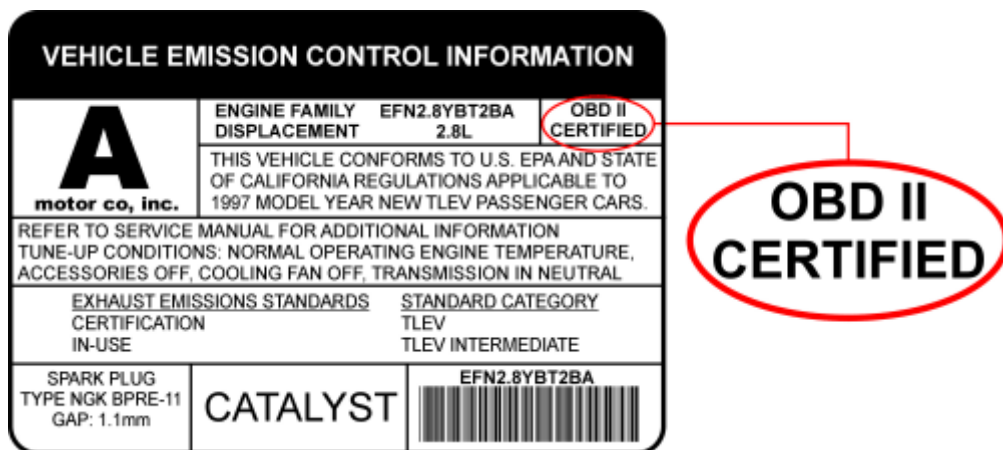 VEHICLE EMISSION CONTROL INFORMATION
A
motor co, inc.
ENGINE FAMILY EFN2.8YBT2BA
DISPLACEMENT 2.8L
OBD II
CERTIFIED
THIS VEHICLE CONFORMS TO U.S. EPA AND STATE
OF CALIFORNIA REGULATIONS APPLICABLE TO
1997 MODEL YEAR NEW TLEV PASSENGER CARS.
REFER TO SERVICE MANUAL FOR ADDITIONAL INFORMATION
TUNE-UP CONDITIONS: NORMAL OPERATING ENGINE TEMPERATURE,
ACCESSORIES OFF, COOLING FAN OFF, TRANSMISSION IN NEUTRAL
EXHAUST EMISSIONS STANDARDS STANDARD CATEGORY
CERTIFICATION TLEV
IN-USE TLEV INTERMEDIATE
SPARK PLUG
TYPE NGK BPRE-11
GAP: 1.1mm
CATALYST
EFN2.8YBT2BA
OBD II
CERTIFIED